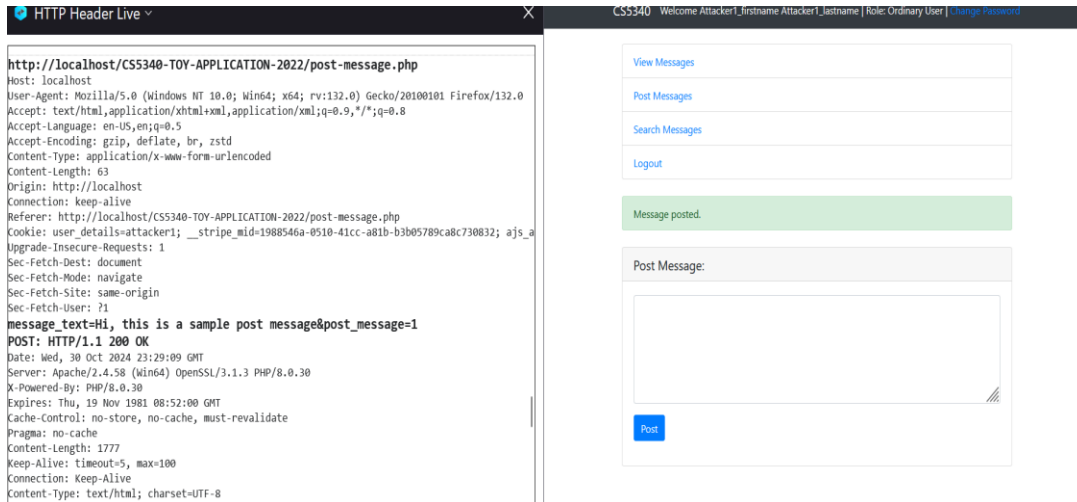 HTTP Header Live
http://localhost/CS5340-TOY-APPLICATION-2022/post-message.php
Host: localhost
User-Agent: Mozilla/5.0 (Windows NT 10.0; Win64; x64; rv:132.0) Gecko/20100101 Firefox/132.0
Accept: text/html,application/xhtml+xml,application/xml;q=0.9,*/*;q=0.8
Accept-Language: en-US,en;q=0.5
Accept-Encoding: gzip, deflate, br, zstd
Content-Type: application/x-www-form-urlencoded
Content-Length: 63
Origin: http://localhost
Connection: keep-alive
Referer: http://localhost/CS5340-TOY-APPLICATION-2022/post-message.php
Cookie: user_details=attacker1; __stripe_mid=1988546a-0510-41cc-a81b-b3b05789ca8c730832; ajs_a
Upgrade-Insecure-Requests: 1
Sec-Fetch-Dest: document
Sec-Fetch-Mode: navigate
Sec-Fetch-Site: same-origin
Sec-Fetch-User: ?1
message_text=Hi, this is a sample post message&post_message=1
POST: HTTP/1.1 200 OK
Date: Wed, 30 Oct 2024 23:29:09 GMT
Server: Apache/2.4.58 (Win64) OpenSSL/3.1.3 PHP/8.0.30
X-Powered-By: PHP/8.0.30
Expires: Thu, 19 Nov 1981 08:52:00 GMT
Cache-Control: no-store, no-cache, must-revalidate
Pragma: no-cache
Content-Length: 1777
Keep-Alive: timeout=5, max=100
Connection: Keep-Alive
Content-Type: text/html; charset=UTF-8
CS5340 Welcome Attacker1_firstname Attacker1_lastname | Role: Ordinary User | Change Password
View Messages
Post Messages
Search Messages
Logout
Message posted.
Post Message:
Post